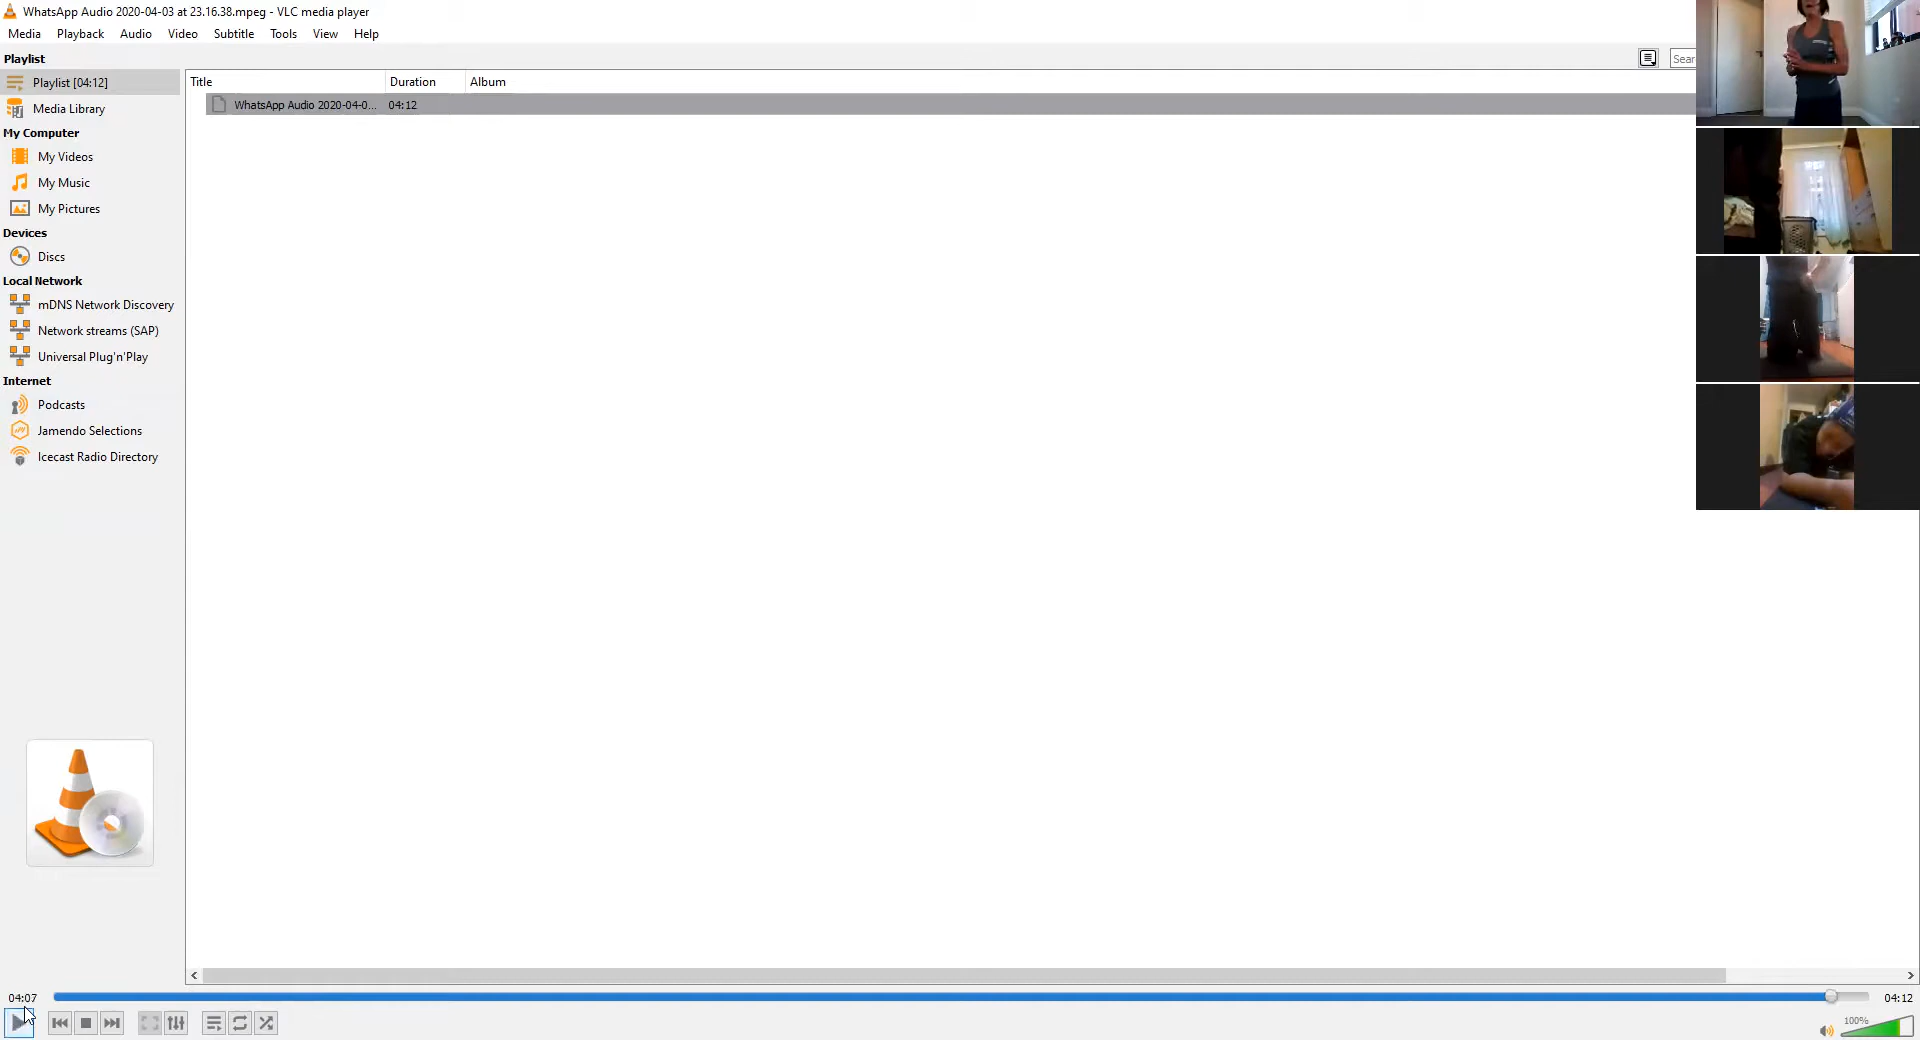 WhatsApp Audio 2020-04-03 at 23.16.38.mpeg - VLC media player
Media Playback Audio Video Subtitle Tools View Help
Playlist
Sear
Playlist [04:12]
Title Duration Album
WhatsApp Audio 2020-04-0... 04:12
Media Library
My Computer
My Videos
My Music
My Pictures
Devices
Discs
Local Network
mDNS Network Discovery
Network streams (SAP)
Universal Plug'n'Play
Internet
Podcasts
Jamendo Selections
Icecast Radio Directory
04:07 04:12
100%